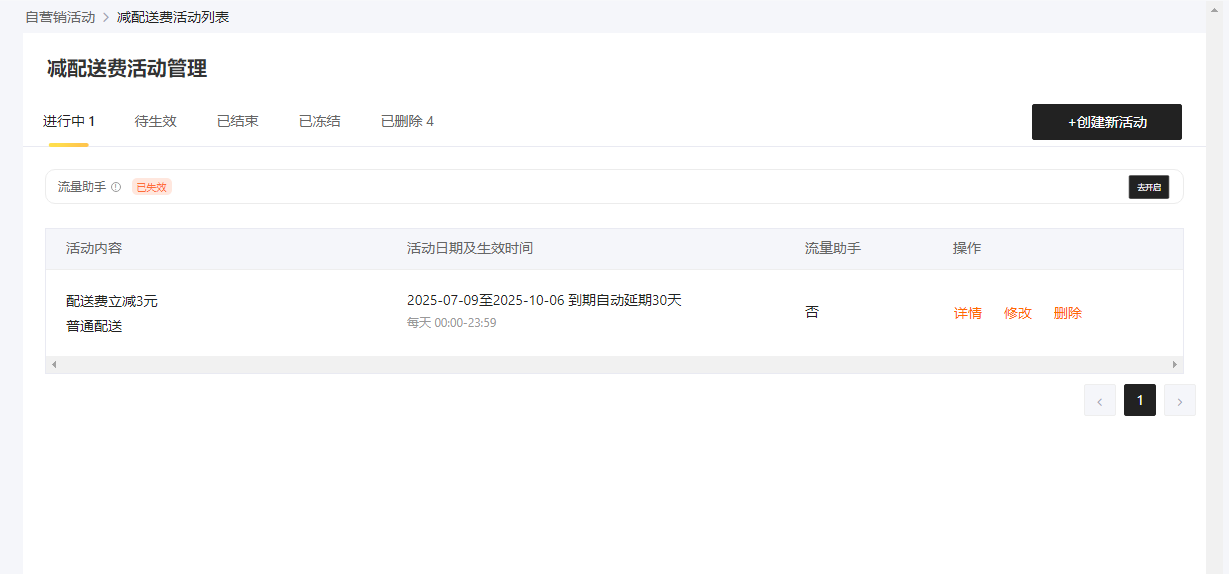 自营销活动 > 减配送费活动列表
减配送费活动管理
进行中 1 待生效 已结束 已冻结 已删除 4 +创建新活动
流量助手 已失效 去开启
活动内容 活动日期及生效时间 流量助手 操作
配送费立减3元 2025-07-09至2025-10-06 到期自动延期30天 否 详情 修改 删除
普通配送 每天 00:00-23:59
‹ 1 ›